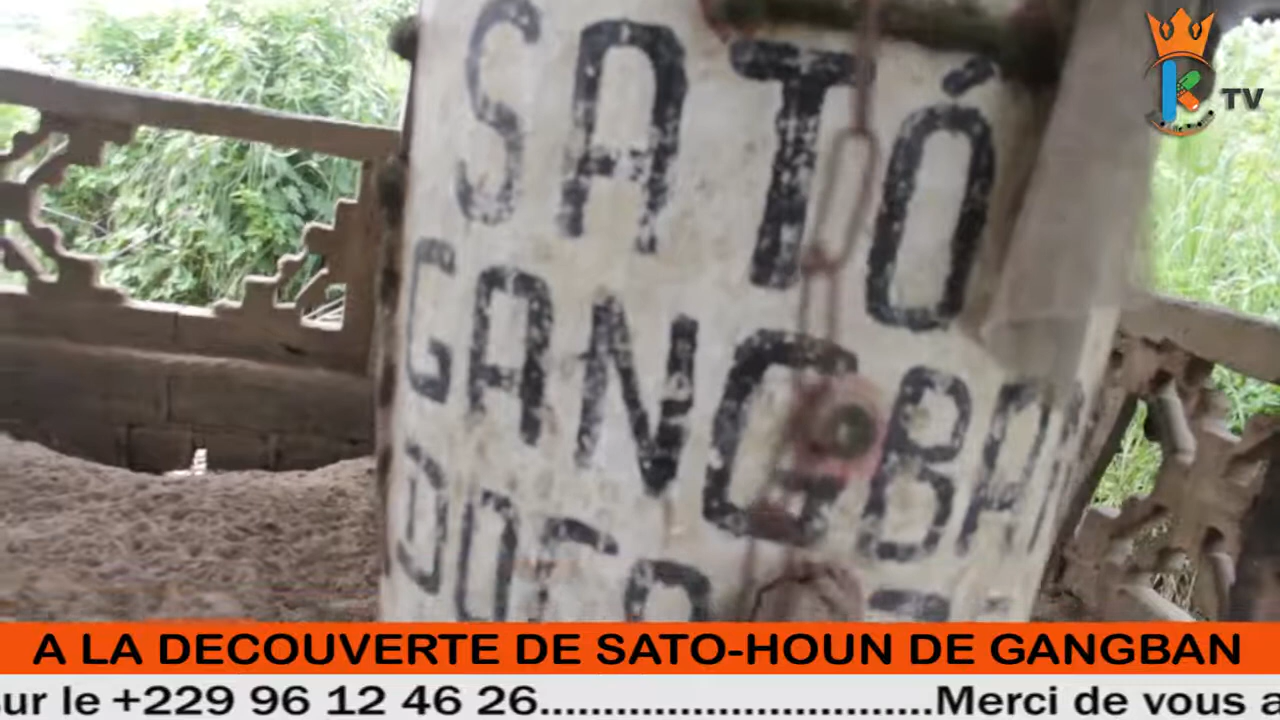 SATÓ
GANGBAN
TV
A LA DECOUVERTE DE SATO-HOUN DE GANGBAN
sur le +229 96 12 46 26..............................Merci de vous a